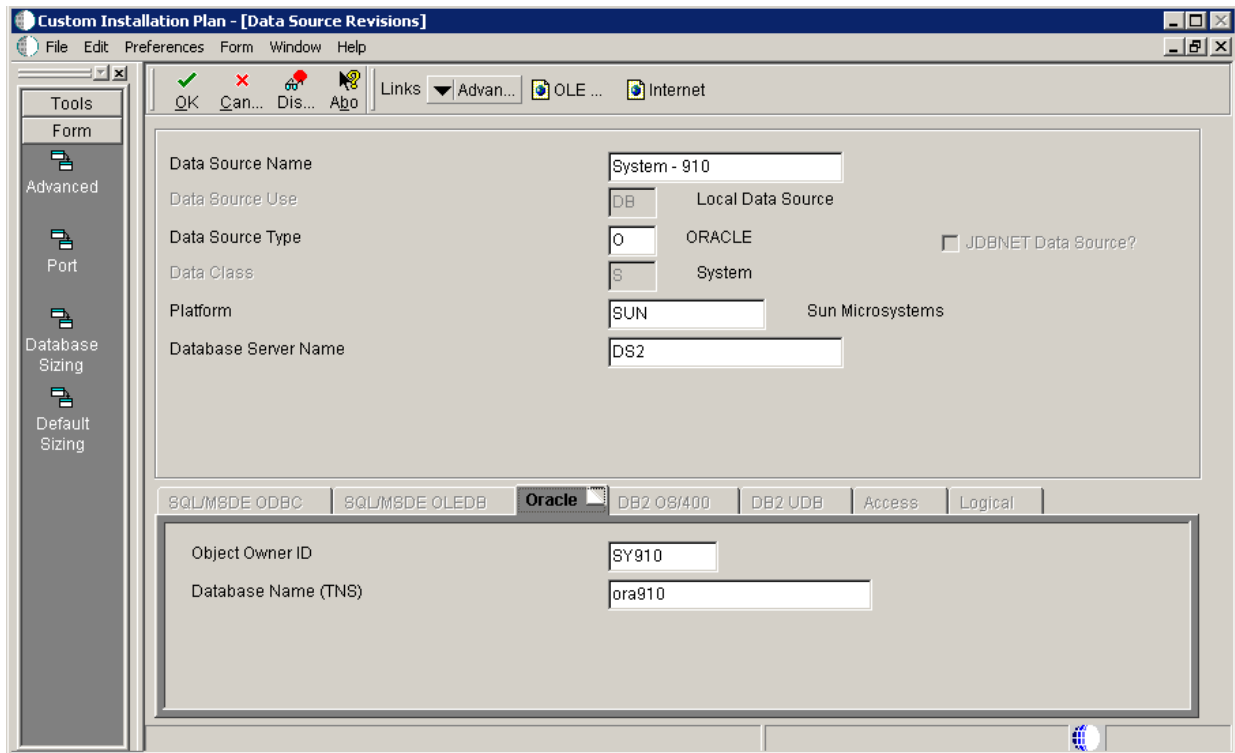 Custom Installation Plan - [Data Source Revisions]
File Edit Preferences Form Window Help
Tools
Form
Advanced
Port
Database
Sizing
Default
Sizing
OK Can... Dis... Abo Links Advan... OLE ... Internet
Data Source Name System - 910
Data Source Use DB Local Data Source
Data Source Type O ORACLE JDBNET Data Source?
Data Class S System
Platform SUN Sun Microsystems
Database Server Name DS2
SQL/MSDE ODBC SQL/MSDE OLEDB Oracle DB2 OS/400 DB2 UDB Access Logical
Object Owner ID SY910
Database Name (TNS) ora910